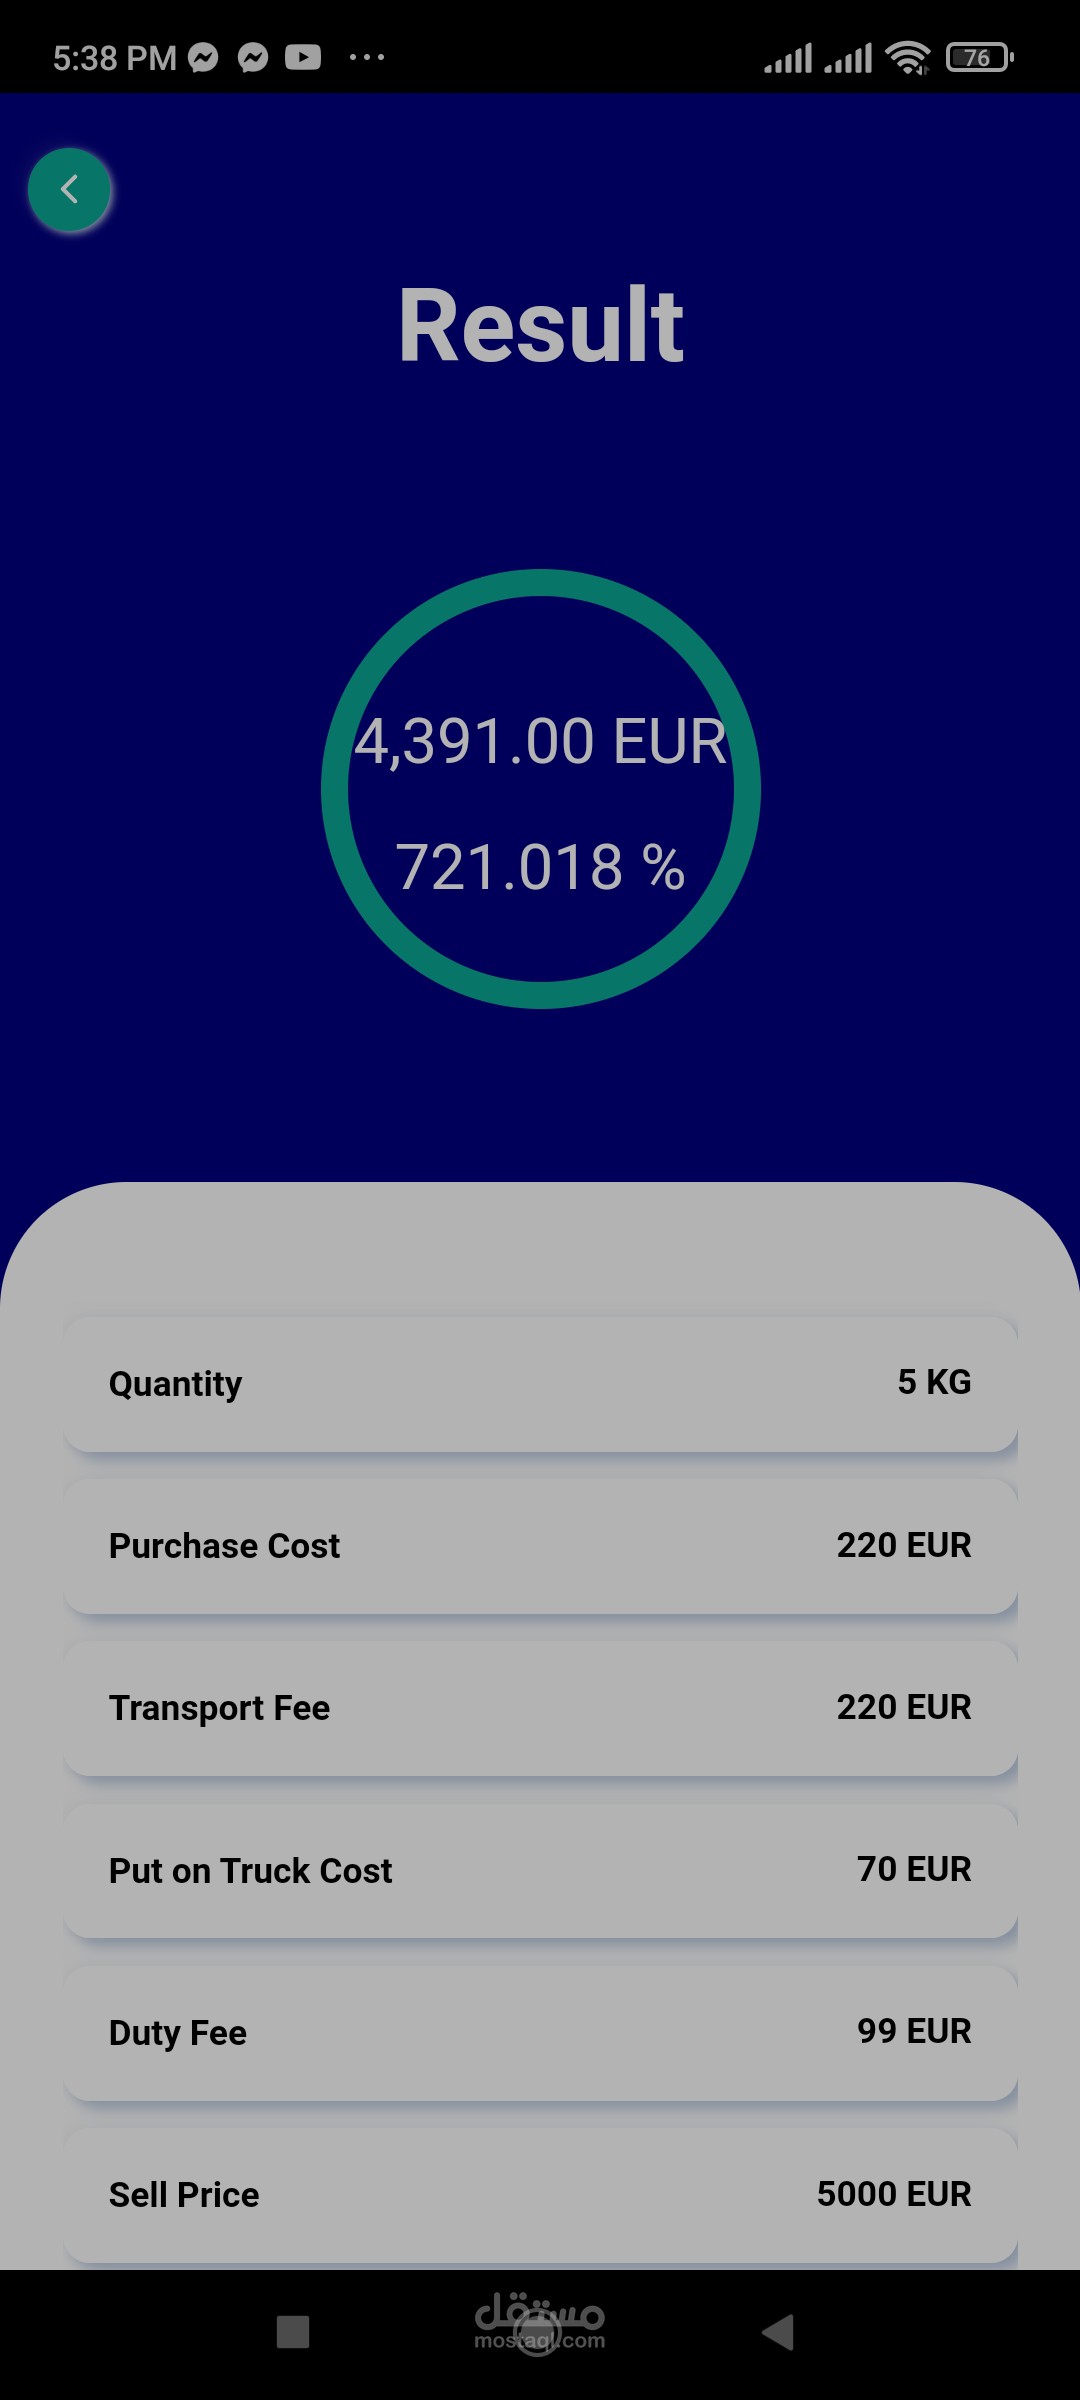 5:38 PM
76
Result
4,391.00 EUR
721.018 %
Quantity 5 KG
Purchase Cost 220 EUR
Transport Fee 220 EUR
Put on Truck Cost 70 EUR
Duty Fee 99 EUR
Sell Price 5000 EUR
مستقل
mostaql.com